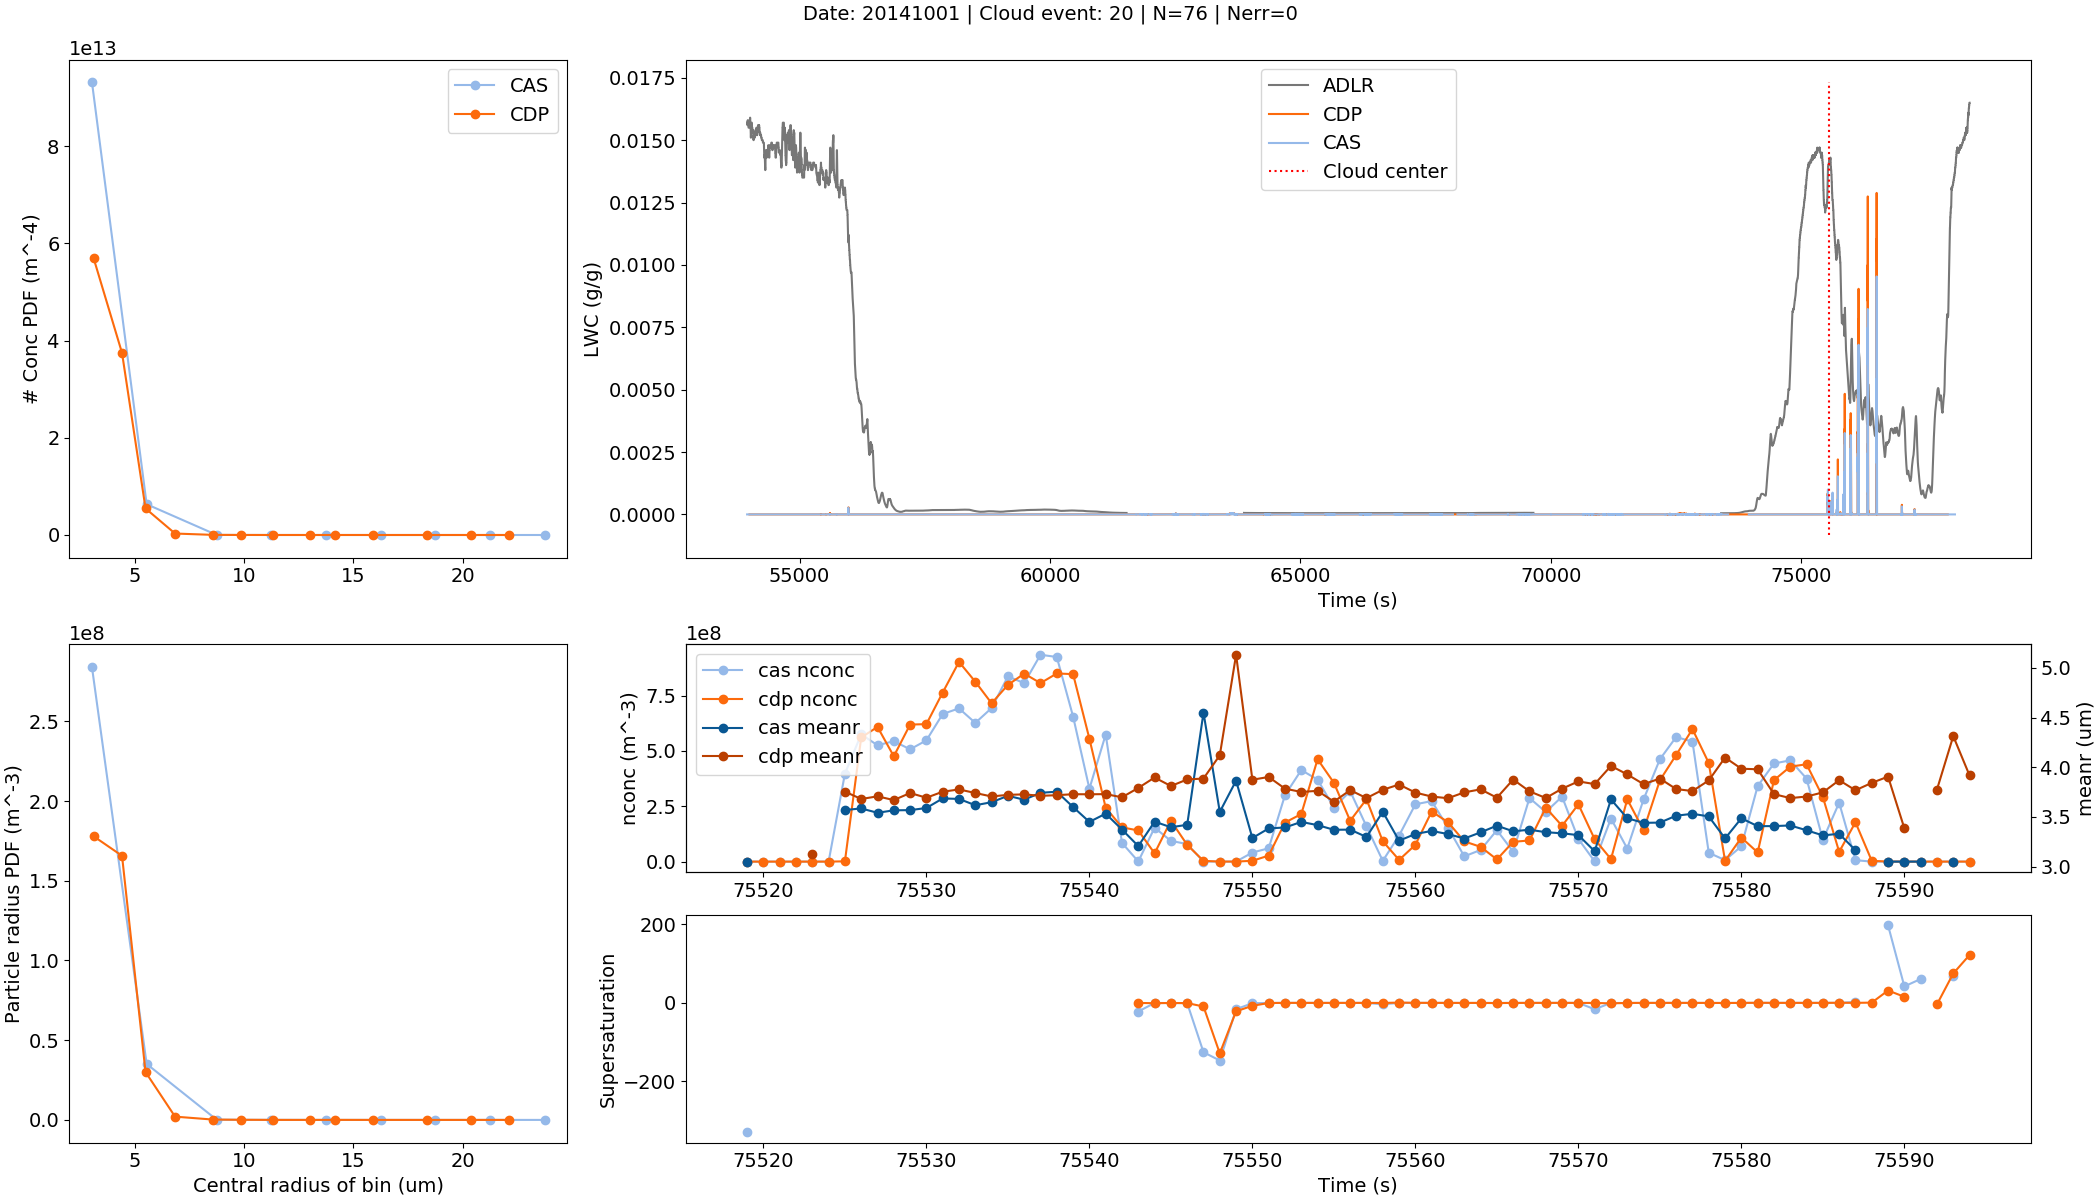 Date: 20141001 | Cloud event: 20 | N=76 | Nerr=0
1e13
# Conc PDF (m^-4)
8
6
4
2
0
5 10 15 20
CAS
CDP
LWC (g/g)
0.0175
0.0150
0.0125
0.0100
0.0075
0.0050
0.0025
0.0000
55000 60000 65000 70000 75000
Time (s)
ADLR
CDP
CAS
Cloud center
1e8
Particle radius PDF (m^-3)
2.5
2.0
1.5
1.0
0.5
0.0
5 10 15 20
Central radius of bin (um)
1e8
nconc (m^-3)
7.5
5.0
2.5
0.0
cas nconc
cdp nconc
cas meanr
cdp meanr
5.0
4.5
4.0
3.5
3.0
meanr (um)
75520 75530 75540 75550 75560 75570 75580 75590
Supersaturation
200
0
−200
75520 75530 75540 75550 75560 75570 75580 75590
Time (s)